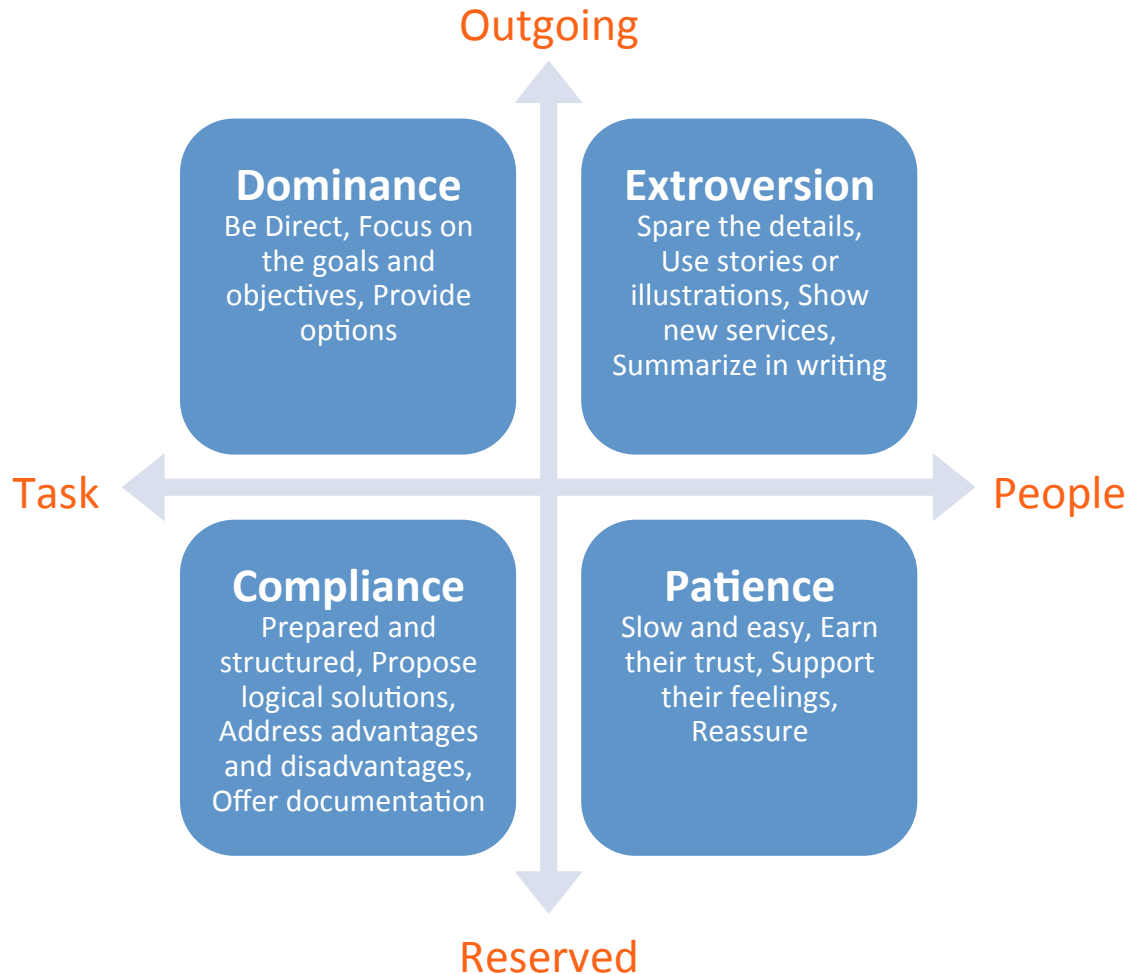 Outgoing
Dominance
Be Direct, Focus on
the goals and
objectives, Provide
options
Extroversion
Spare the details,
Use stories or
illustrations, Show
new services,
Summarize in writing
Task
People
Compliance
Prepared and
structured, Propose
logical solutions,
Address advantages
and disadvantages,
Offer documentation
Patience
Slow and easy, Earn
their trust, Support
their feelings,
Reassure
Reserved